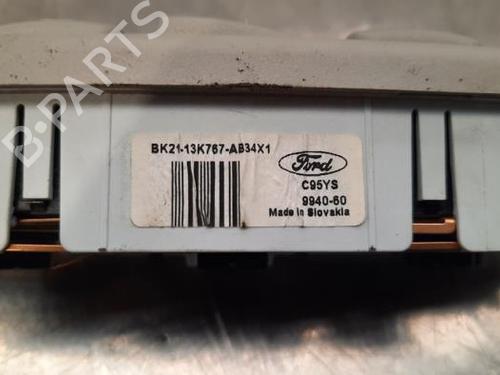 B-PARTS
BK21-13K767-AB34X1
Ford
C95YS
9940-60
Made in Slovakia